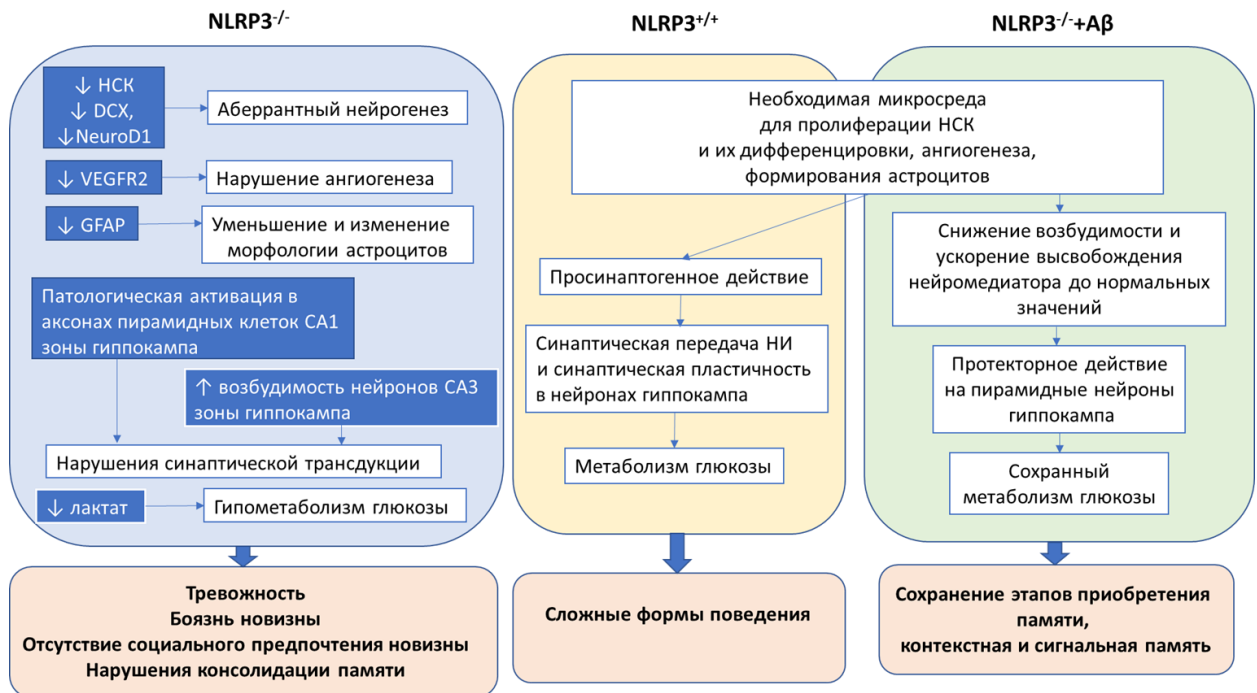 NLRP3-/-
↓ НСК
↓ DCX,
↓NeuroD1
Аберрантный нейрогенез
↓ VEGFR2
Нарушение ангиогенеза
↓ GFAP
Уменьшение и изменение
морфологии астроцитов
Патологическая активация в
аксонах пирамидных клеток СА1
зоны гиппокампа
↑ возбудимость нейронов СА3
зоны гиппокампа
Нарушения синаптической трансдукции
↓ лактат
Гипометаболизм глюкозы
Тревожность
Боязнь новизны
Отсутствие социального предпочтения новизны
Нарушения консолидации памяти
NLRP3+/+
Необходимая микросреда
для пролиферации НСК
и их дифференцировки, ангиогенеза,
формирования астроцитов
Просинаптогенное действие
Синаптическая передача НИ
и синаптическая пластичность
в нейронах гиппокампа
Метаболизм глюкозы
Сложные формы поведения
NLRP3-/-+Aβ
Снижение возбудимости и
ускорение высвобождения
нейромедиатора до нормальных
значений
Протекторное действие
на пирамидные нейроны
гиппокампа
Сохранный
метаболизм глюкозы
Сохранение этапов приобретения
памяти,
контекстная и сигнальная память